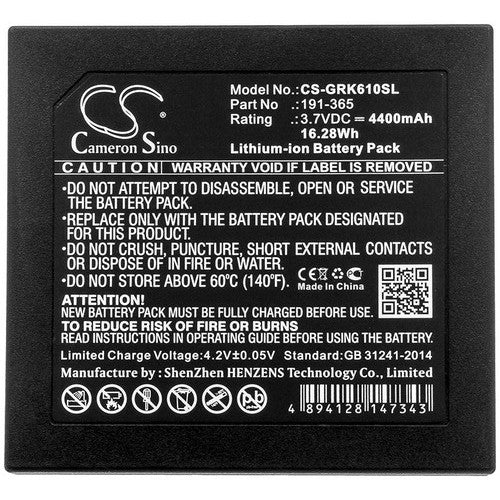 CS
Cameron Sino
Model No.:CS-GRK610SL
Part No :191-365
Rating :3.7VDC ⎓ 4400mAh
16.28Wh
Lithium-ion Battery Pack
CAUTION! WARRANTY VOID IF LABEL IS REMOVED
•DO NOT ATTEMPT TO DISASSEMBLE, OPEN OR SERVICE
THE BATTERY PACK.
•REPLACE ONLY WITH THE BATTERY PACK DESIGNATED
FOR THIS PRODUCT.
•DO NOT CRUSH, PUNCTURE, SHORT EXTERNAL CONTACTS
OR DISPOSE OF IN FIRE OR WATER.
•DO NOT STORE ABOVE 60℃ (140℉).
ATTENTION!
NEW BATTERY PACK MUST BE FULLY CHARGED BEFORE USE.
TO REDUCE RISK OF FIRE OR BURNS
READ INSTRUCTIONS IN OPERATING MANUAL BEFORE USE.
Made In China
Limited Charge Voltage:4.2V±0.05V Standard:GB 31241-2014
Manufacture by : ShenZhen HENZENS Technology Co., Limited
4 894128 147343